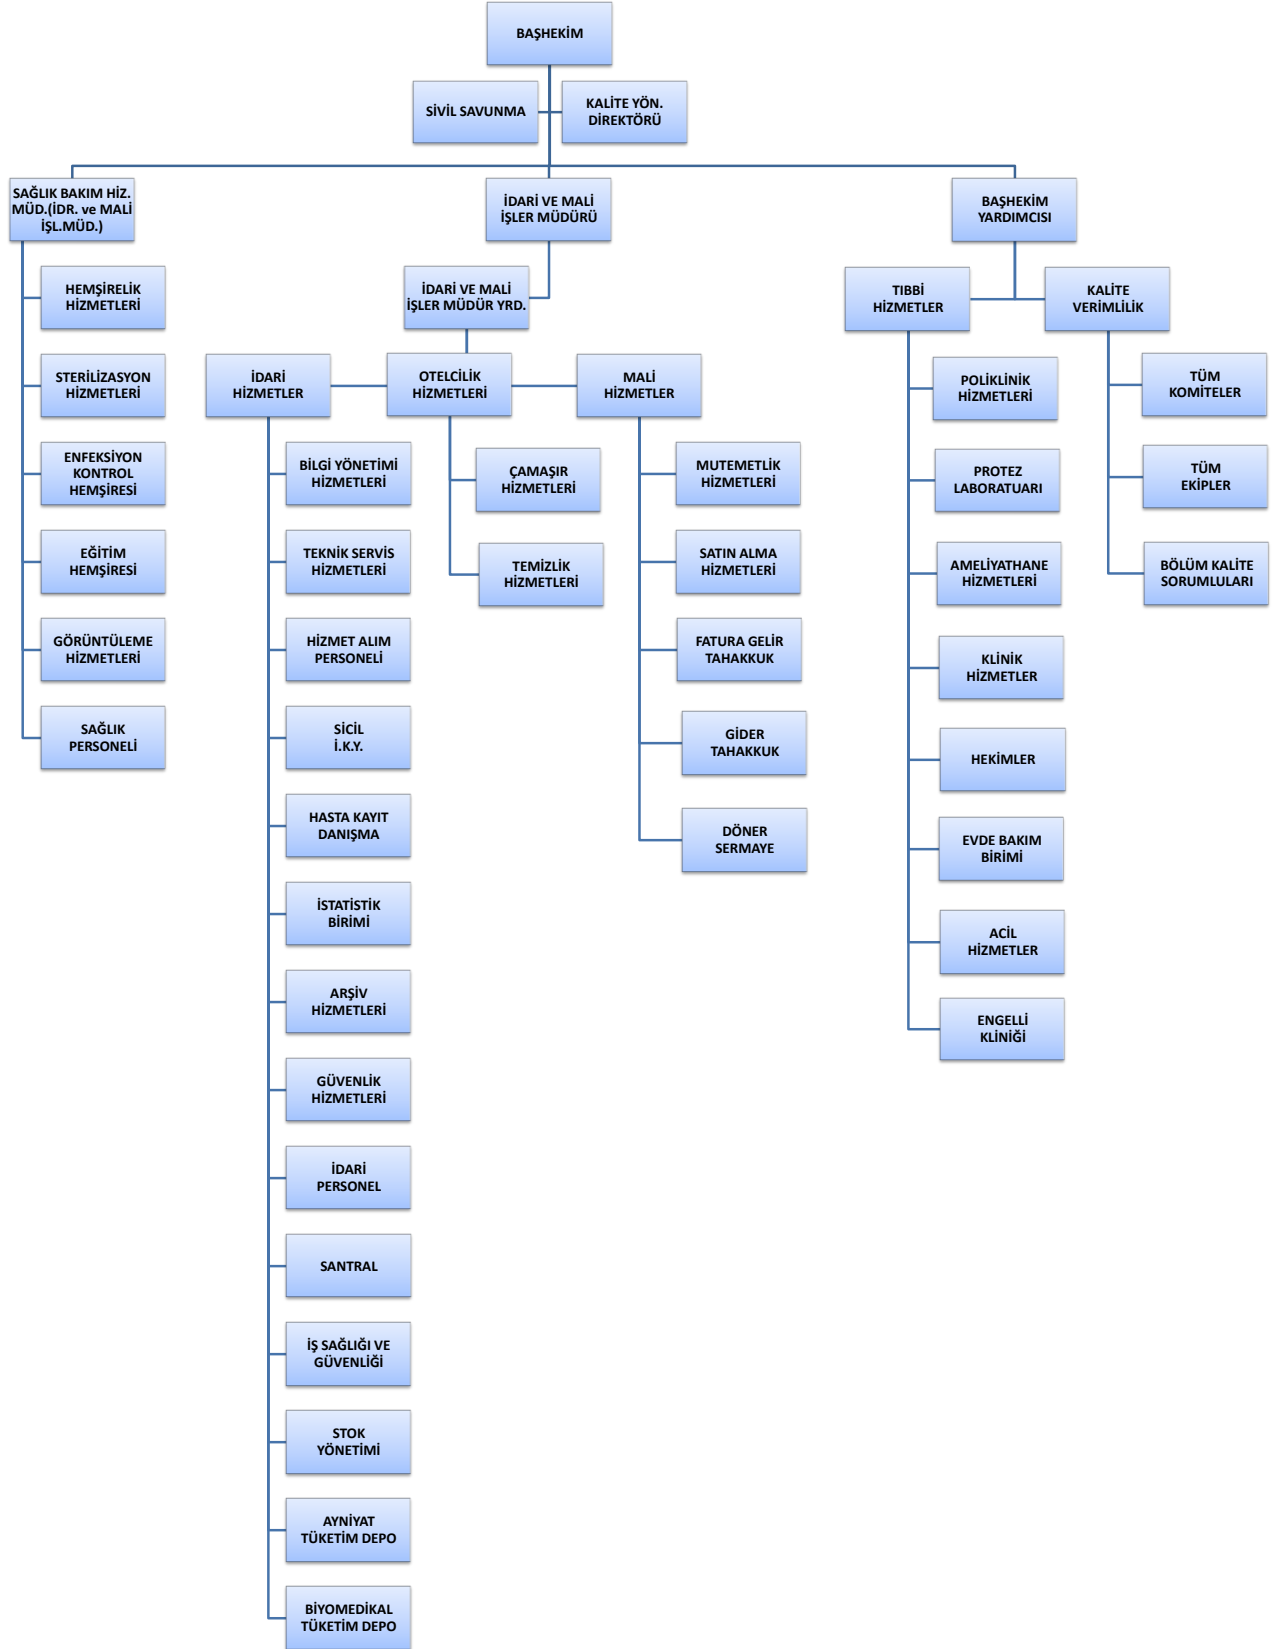 BAŞHEKİM
SİVİL SAVUNMA
KALİTE YÖN.
DİREKTÖRÜ
SAĞLIK BAKIM HİZ.
MÜD.(İDR. ve MALİ
İŞL.MÜD.)
İDARİ VE MALİ
İŞLER MÜDÜRÜ
BAŞHEKİM
YARDIMCISI
HEMŞİRELİK
HİZMETLERİ
STERİLİZASYON
HİZMETLERİ
ENFEKSİYON
KONTROL
HEMŞİRESİ
EĞİTİM
HEMŞİRESİ
GÖRÜNTÜLEME
HİZMETLERİ
SAĞLIK
PERSONELİ
İDARİ VE MALİ
İŞLER MÜDÜR YRD.
İDARİ
HİZMETLER
OTELCİLİK
HİZMETLERİ
MALİ
HİZMETLER
BİLGİ YÖNETİMİ
HİZMETLERİ
TEKNİK SERVİS
HİZMETLERİ
HİZMET ALIM
PERSONELİ
SİCİL
İ.K.Y.
HASTA KAYIT
DANIŞMA
İSTATİSTİK
BİRİMİ
ARŞİV
HİZMETLERİ
GÜVENLİK
HİZMETLERİ
İDARİ
PERSONEL
SANTRAL
İŞ SAĞLIĞI VE
GÜVENLİĞİ
STOK
YÖNETİMİ
AYNİYAT
TÜKETİM DEPO
BİYOMEDİKAL
TÜKETİM DEPO
ÇAMAŞIR
HİZMETLERİ
TEMİZLİK
HİZMETLERİ
MUTEMETLİK
HİZMETLERİ
SATIN ALMA
HİZMETLERİ
FATURA GELİR
TAHAKKUK
GİDER
TAHAKKUK
DÖNER
SERMAYE
TIBBİ
HİZMETLER
KALİTE
VERİMLİLİK
POLİKLİNİK
HİZMETLERİ
PROTEZ
LABORATUARI
AMELİYATHANE
HİZMETLERİ
KLİNİK
HİZMETLER
HEKİMLER
EVDE BAKIM
BİRİMİ
ACİL
HİZMETLER
ENGELLİ
KLİNİĞİ
TÜM
KOMİTELER
TÜM
EKİPLER
BÖLÜM KALİTE
SORUMLULARI